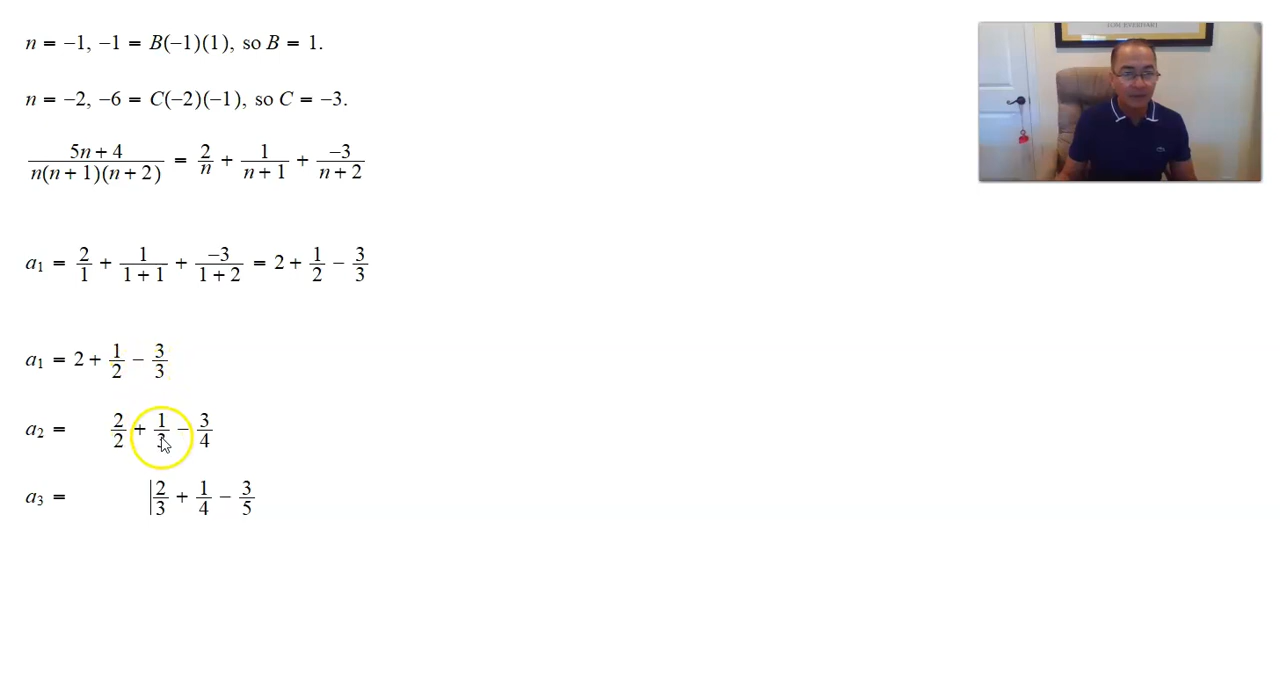 TOM EVERHART
n = −1, −1 = B(−1)(1), so B = 1.
n = −2, −6 = C(−2)(−1), so C = −3.
5n + 4 / n(n + 1)(n + 2) = 2/n + 1/(n + 1) + −3/(n + 2)
a₁ = 2/1 + 1/(1 + 1) + −3/(1 + 2) = 2 + 1/2 − 3/3
a₁ = 2 + 1/2 − 3/3
a₂ = 2/2 + 1/3 − 3/4
a₃ = 2/3 + 1/4 − 3/5